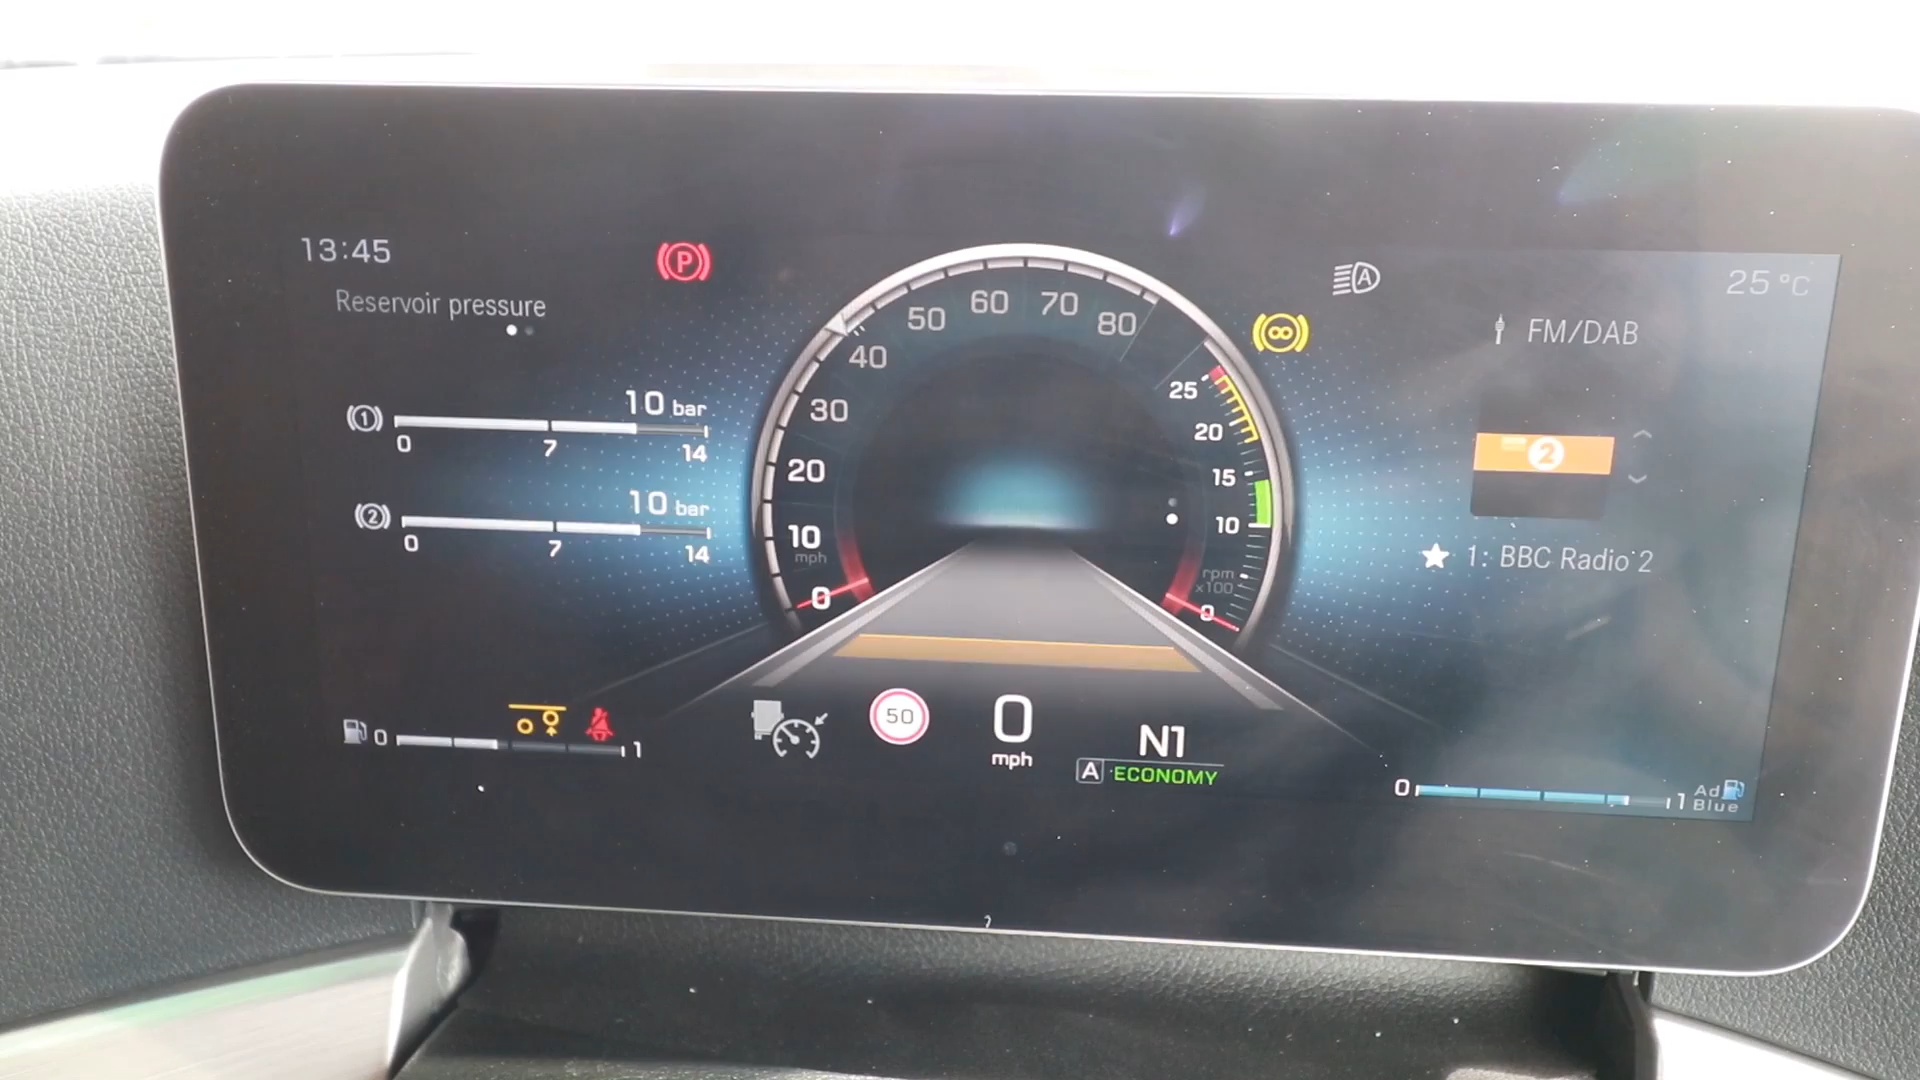 13:45
Reservoir pressure
P
A
25 °C
FM/DAB
1
10 bar
0 7 14
2
10 bar
0 7 14
0 10 20 30 40 50 60 70 80
mph
25
20
15
10
rpm
x100
0
2
1: BBC Radio 2
0 1
50
0
mph
N1
A ECONOMY
0 1
Ad
Blue